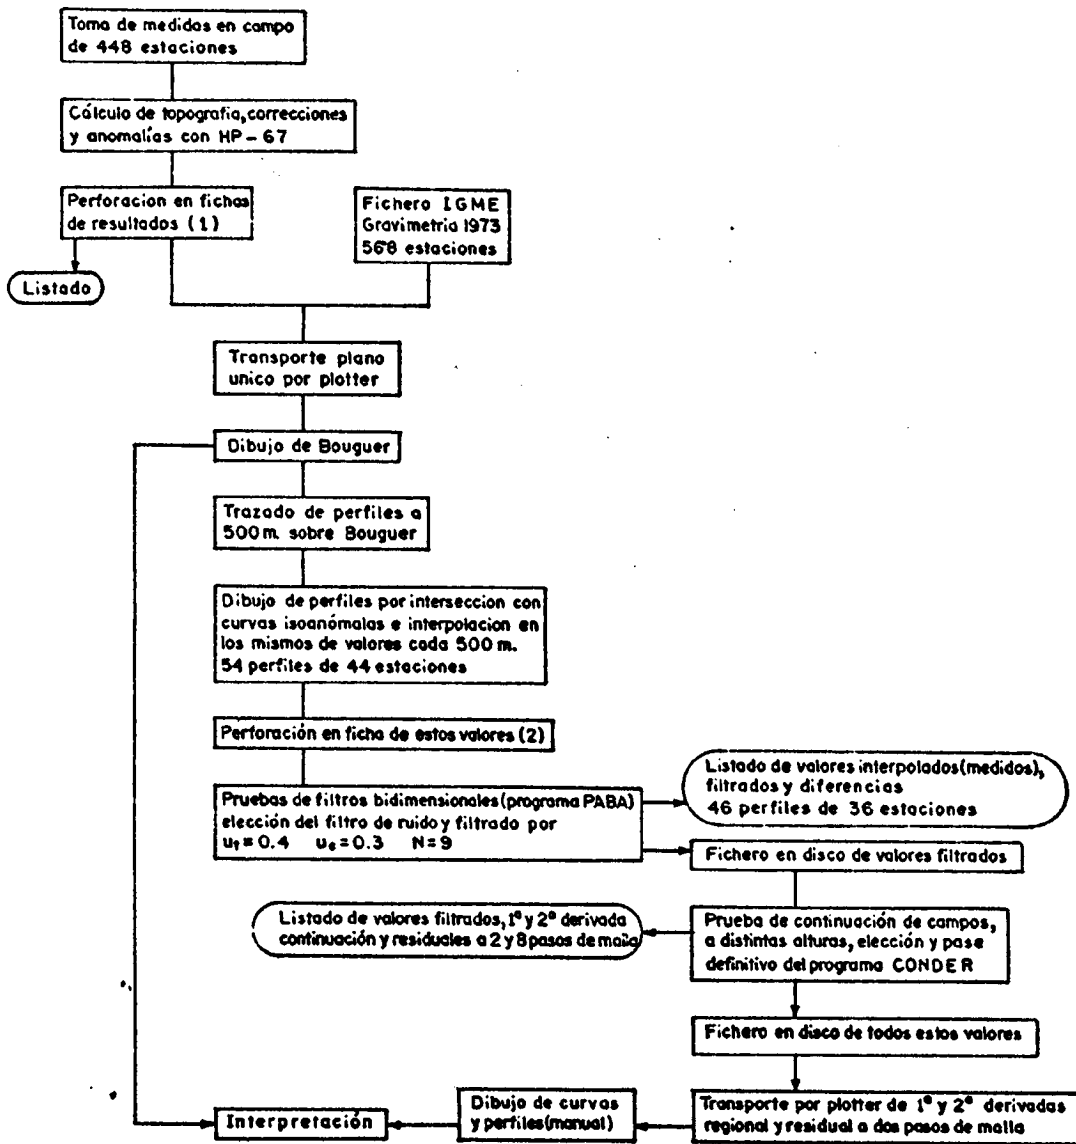 Toma de medidas en campo
de 448 estaciones
Cálculo de topografia, correcciones
y anomalías con HP-67
Perforacion en fichas
de resultados (1)
Fichero IGME
Gravimetria 1973
568 estaciones
Listado
Transporte plano
unico por plotter
Dibujo de Bouguer
Trazado de perfiles a
500 m. sobre Bouguer
Dibujo de perfiles por interseccion con
curvas isoanómalas e interpolacion en
los mismos de valores cada 500 m.
54 perfiles de 44 estaciones
Perforación en ficha de estos valores (2)
Listado de valores interpolados (medidos),
filtrados y diferencias
46 perfiles de 36 estaciones
Pruebas de filtros bidimensionales (programa PABA)
elección del filtro de ruido y filtrado por
N=9
Fichero en disco de valores filtrados
Listado de valores filtrados, 1ª y 2ª derivada
continuación y residuales a 2 y 8 pasos de malla
Prueba de continuación de campos,
a distintas alturas, elección y pase
definitivo del programa CONDER
Fichero en disco de todos estos valores
Transporte por plotter de 1ª y 2ª derivadas
regional y residual a dos pasos de malla
Dibujo de curvas
y perfiles (manual)
Interpretación